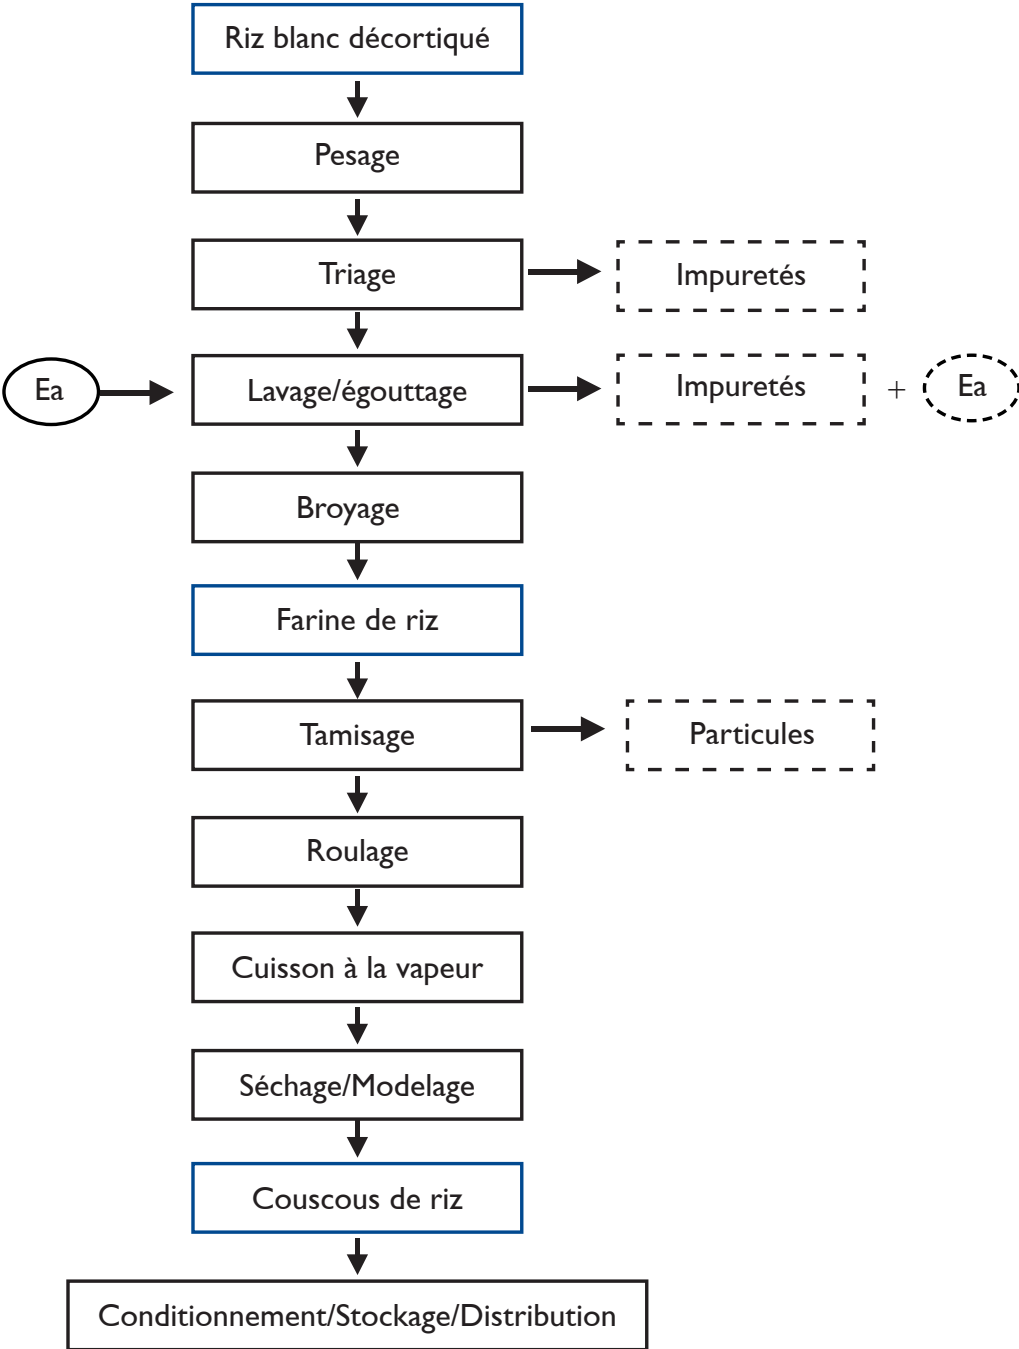 Riz blanc décortiqué
Pesage
Triage
Impuretés
Ea
Lavage/égouttage
Impuretés
+
Ea
Broyage
Farine de riz
Tamisage
Particules
Roulage
Cuisson à la vapeur
Séchage/Modelage
Couscous de riz
Conditionnement/Stockage/Distribution